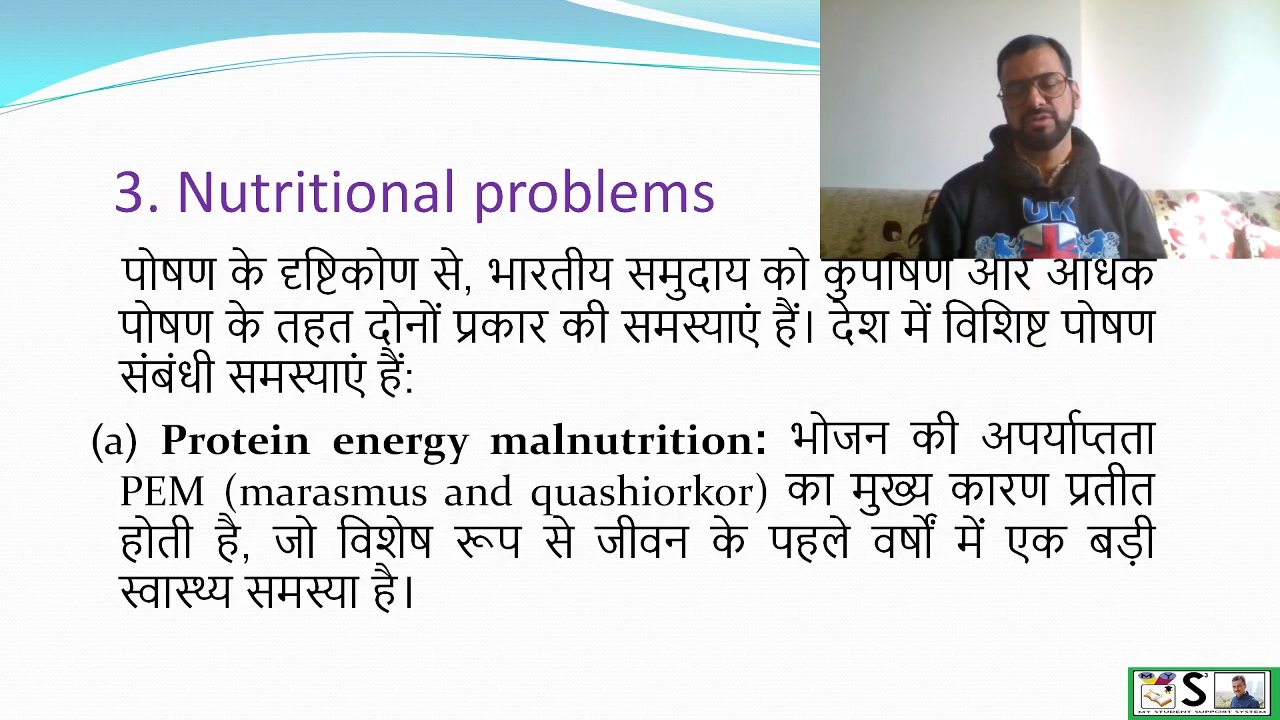 3. Nutritional problems
पोषण के दृष्टिकोण से, भारतीय समुदाय को कुपोषण और अधिक
पोषण के तहत दोनों प्रकार की समस्याएं हैं। देश में विशिष्ट पोषण
संबंधी समस्याएं हैं:
(a) Protein energy malnutrition: भोजन की अपर्याप्तता
PEM (marasmus and quashiorkor) का मुख्य कारण प्रतीत
होती है, जो विशेष रूप से जीवन के पहले वर्षों में एक बड़ी
स्वास्थ्य समस्या है।
UK
M Y S³
MY STUDENT SUPPORT SYSTEM